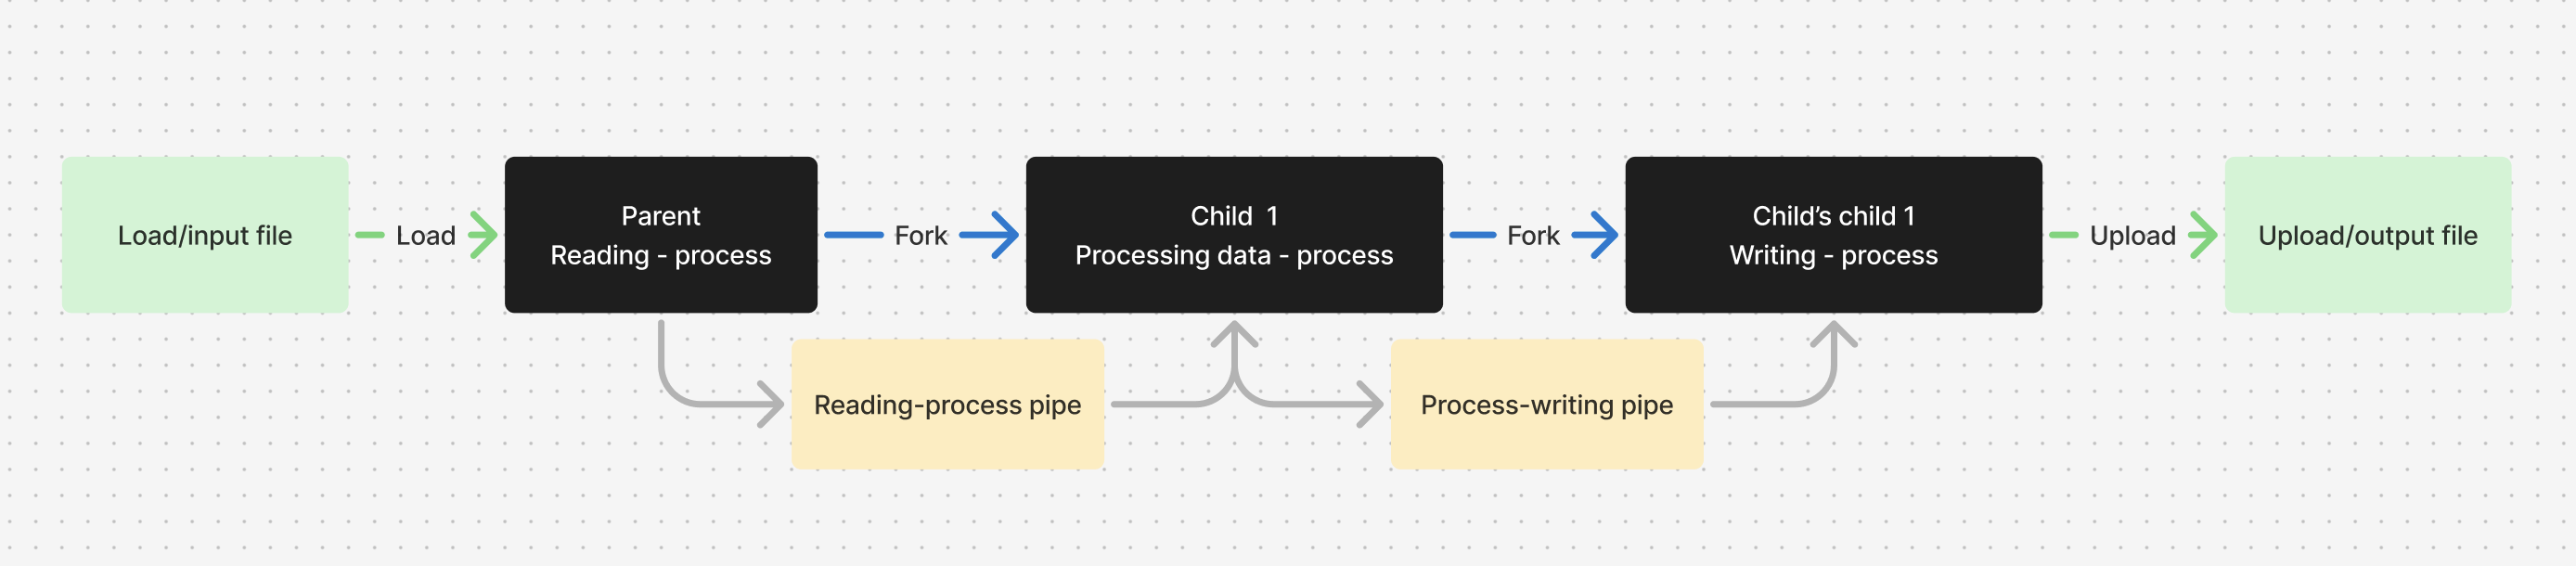 Load/input file
Load
Parent
Reading - process
Fork
Child 1
Processing data - process
Fork
Child’s child 1
Writing - process
Upload
Upload/output file
Reading-process pipe
Process-writing pipe